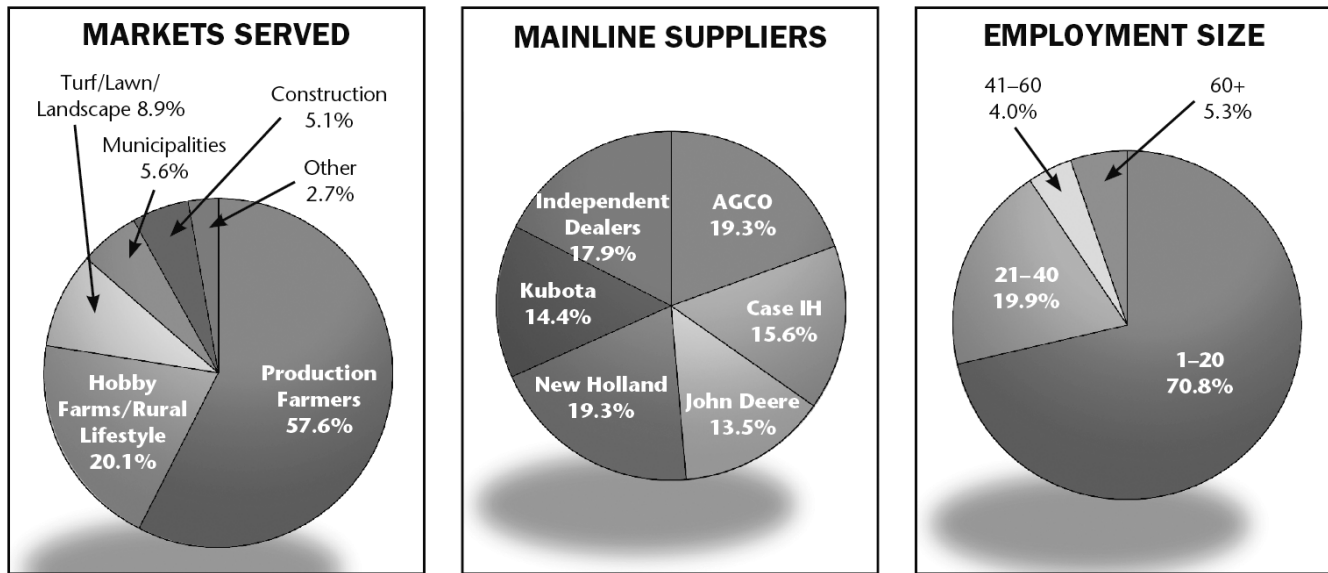 MARKETS SERVED
Turf/Lawn/
Landscape 8.9%
Construction
5.1%
Municipalities
5.6%
Other
2.7%
Hobby
Farms/Rural
Lifestyle
20.1%
Production
Farmers
57.6%
MAINLINE SUPPLIERS
Independent
Dealers
17.9%
AGCO
19.3%
Kubota
14.4%
Case IH
15.6%
New Holland
19.3%
John Deere
13.5%
EMPLOYMENT SIZE
41–60
4.0%
60+
5.3%
21–40
19.9%
1–20
70.8%